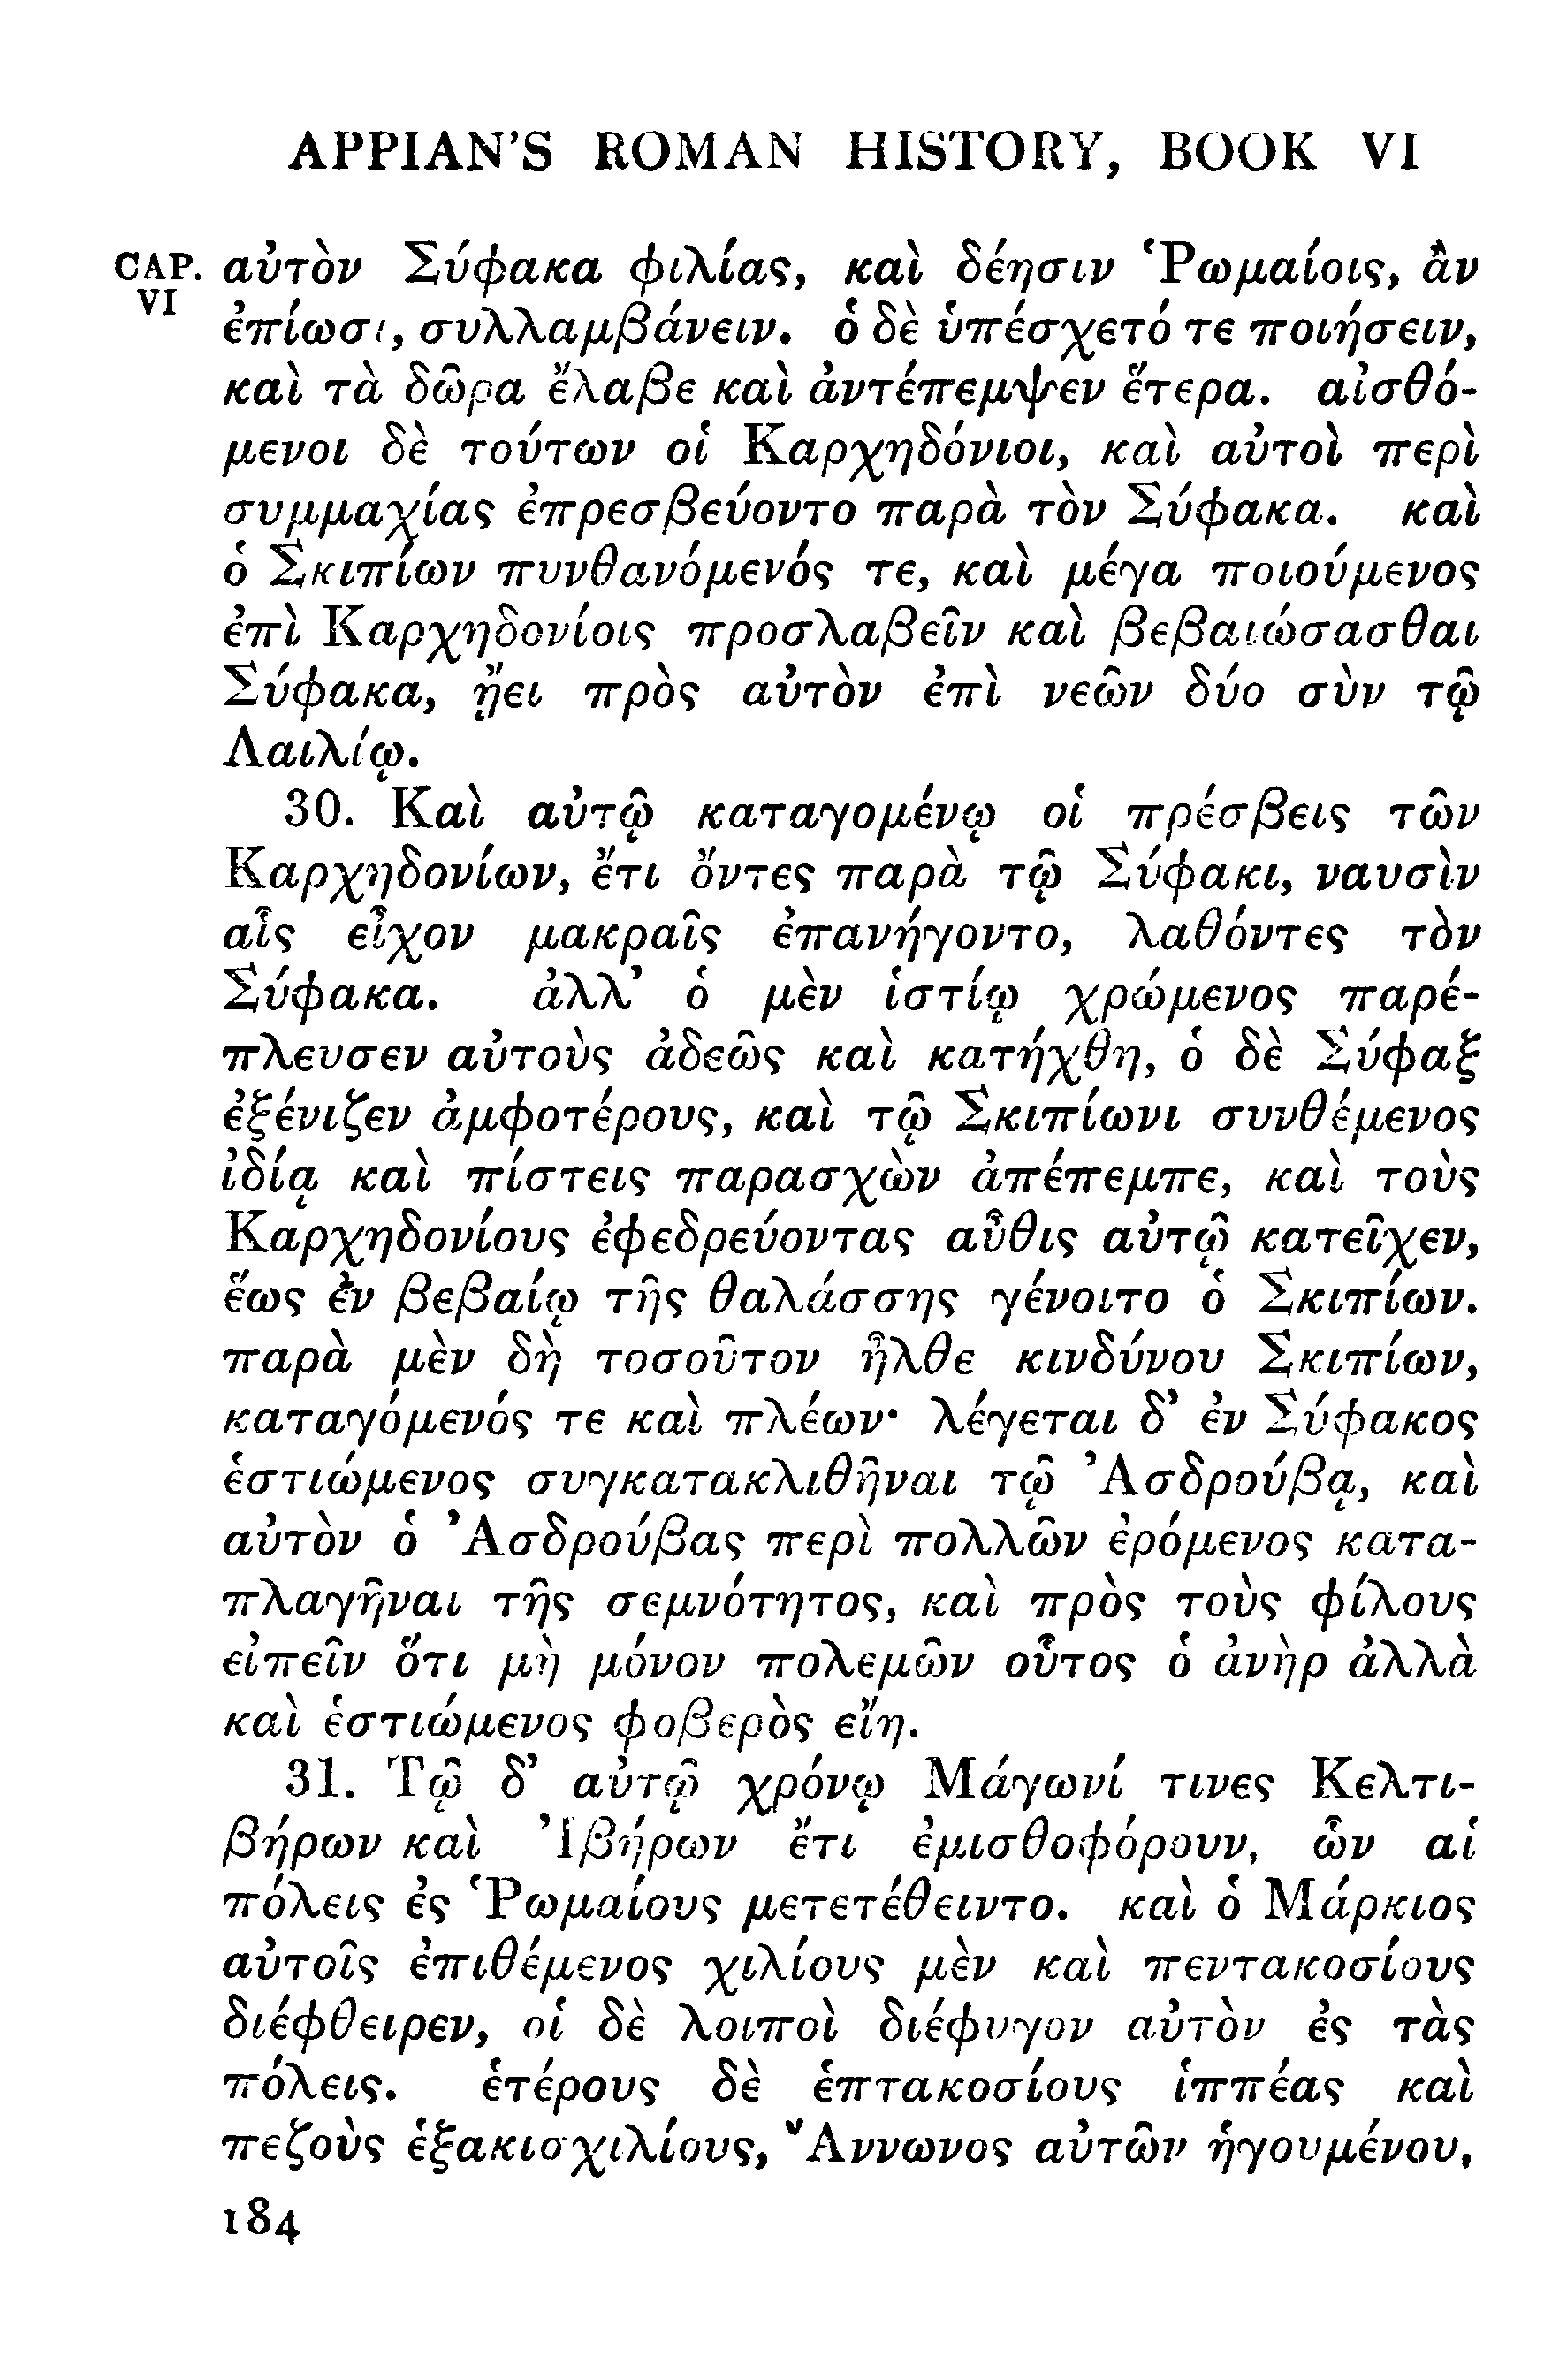 APPIAN'S ROMAN HISTORY, BOOK VI
CAP. VI
αὐτὸν Σύφακα φιλίας, καὶ δέησιν Ῥωμαίοις, ἂν
ἐπίωσι, συλλαμβάνειν. ὁ δὲ ὑπέσχετό τε ποιήσειν,
καὶ τὰ δῶρα ἔλαβε καὶ ἀντέπεμψεν ἕτερα. αἰσθό-
μενοι δὲ τούτων οἱ Καρχηδόνιοι, καὶ αὐτοὶ περὶ
συμμαχίας ἐπρεσβεύοντο παρὰ τὸν Σύφακα. καὶ
ὁ Σκιπίων πυνθανόμενός τε, καὶ μέγα ποιούμενος
ἐπὶ Καρχηδονίοις προσλαβεῖν καὶ βεβαιώσασθαι
Σύφακα, ᾔει πρὸς αὐτὸν ἐπὶ νεῶν δύο σὺν τῷ
Λαιλίῳ.
30. Καὶ αὐτῷ καταγομένῳ οἱ πρέσβεις τῶν
Καρχηδονίων, ἔτι ὄντες παρὰ τῷ Σύφακι, ναυσὶν
αἷς εἶχον μακραῖς ἐπανήγοντο, λαθόντες τὸν
Σύφακα. ἀλλ' ὁ μὲν ἱστίῳ χρώμενος παρέ-
πλευσεν αὐτοὺς ἀδεῶς καὶ κατήχθη, ὁ δὲ Σύφαξ
ἐξένιζεν ἀμφοτέρους, καὶ τῷ Σκιπίωνι συνθέμενος
ἰδίᾳ καὶ πίστεις παρασχὼν ἀπέπεμπε, καὶ τοὺς
Καρχηδονίους ἐφεδρεύοντας αὖθις αὐτῷ κατεῖχεν,
ἕως ἐν βεβαίῳ τῆς θαλάσσης γένοιτο ὁ Σκιπίων.
παρὰ μὲν δὴ τοσοῦτον ἦλθε κινδύνου Σκιπίων,
καταγόμενός τε καὶ πλέων· λέγεται δ' ἐν Σύφακος
ἑστιώμενος συγκατακλιθῆναι τῷ Ἀσδρούβᾳ, καὶ
αὐτὸν ὁ Ἀσδρούβας περὶ πολλῶν ἐρόμενος κατα-
πλαγῆναι τῆς σεμνότητος, καὶ πρὸς τοὺς φίλους
εἰπεῖν ὅτι μὴ μόνον πολεμῶν οὗτος ὁ ἀνὴρ ἀλλὰ
καὶ ἑστιώμενος φοβερὸς εἴη.
31. Τῷ δ' αὐτῷ χρόνῳ Μάγωνί τινες Κελτι-
βήρων καὶ Ἰβήρων ἔτι ἐμισθοφόρουν, ὧν αἱ
πόλεις ἐς Ῥωμαίους μετετέθειντο. καὶ ὁ Μάρκιος
αὐτοῖς ἐπιθέμενος χιλίους μὲν καὶ πεντακοσίους
διέφθειρεν, οἱ δὲ λοιποὶ διέφυγον αὐτὸν ἐς τὰς
πόλεις. ἑτέρους δὲ ἑπτακοσίους ἱππέας καὶ
πεζοὺς ἑξακισχιλίους, Ἄννωνος αὐτῶν ἡγουμένου,
184